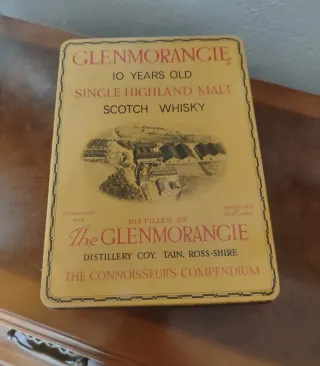 GLENMORANGIE
10 YEARS OLD
SINGLE HIGHLAND MALT
SCOTCH WHISKY
DISTILLED BY
The GLENMORANGIE
DISTILLERY COY, TAIN, ROSS-SHIRE
THE CONNOISSEUR'S COMPENDIUM